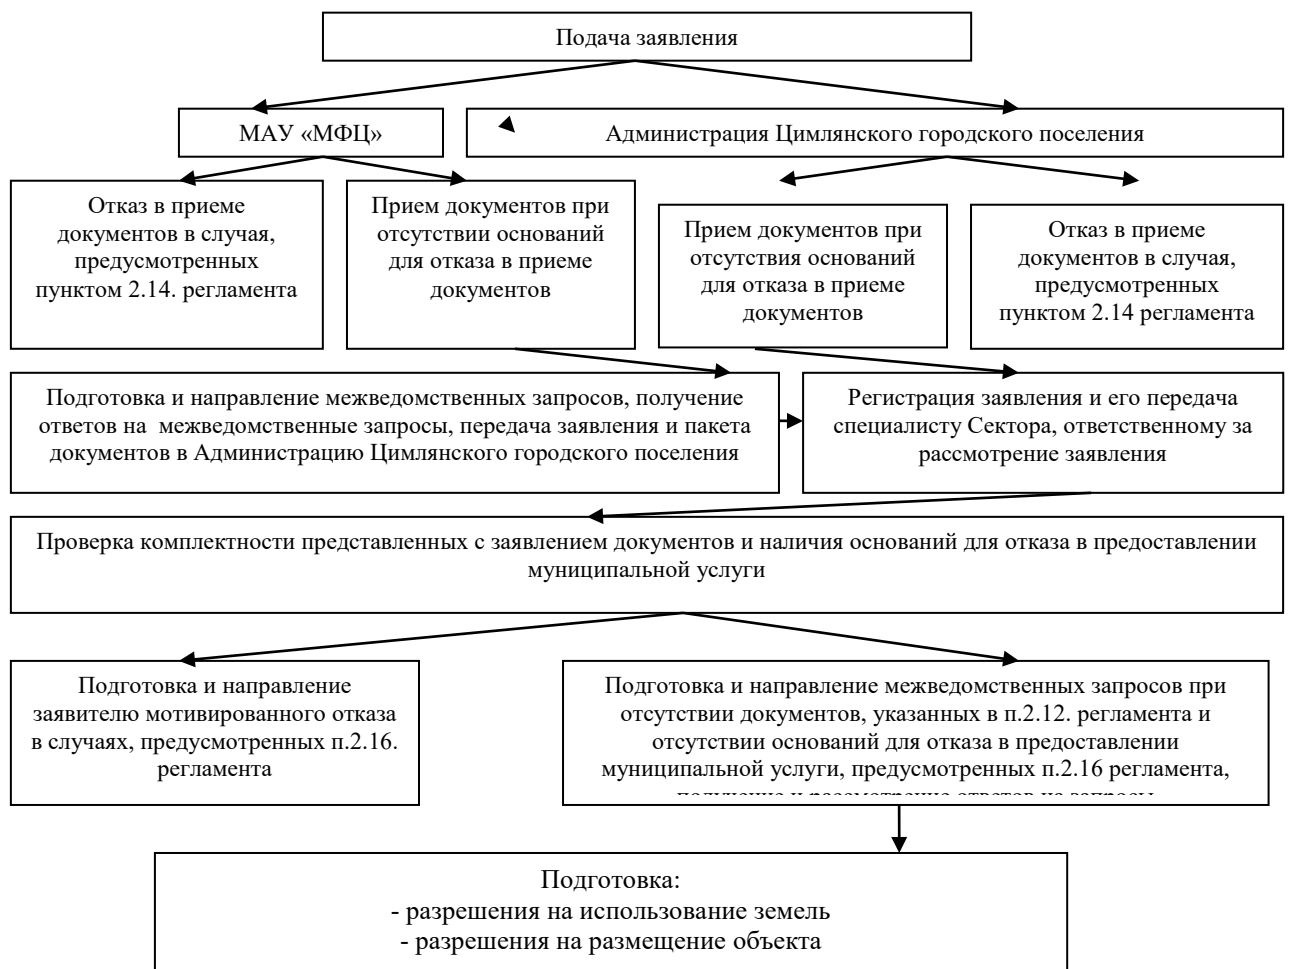 Подача заявления
МАУ «МФЦ»
Администрация Цимлянского городского поселения
Отказ в приеме
документов в случая,
предусмотренных
пунктом 2.14. регламента
Прием документов при
отсутствии оснований
для отказа в приеме
документов
Прием документов при
отсутствия оснований
для отказа в приеме
документов
Отказ в приеме
документов в случая,
предусмотренных
пунктом 2.14 регламента
Подготовка и направление межведомственных запросов, получение
ответов на  межведомственные запросы, передача заявления и пакета
документов в Администрацию Цимлянского городского поселения
Регистрация заявления и его передача
специалисту Сектора, ответственному за
рассмотрение заявления
Проверка комплектности представленных с заявлением документов и наличия оснований для отказа в предоставлении
муниципальной услуги
Подготовка и направление
заявителю мотивированного отказа
в случаях, предусмотренных п.2.16.
регламента
Подготовка и направление межведомственных запросов при
отсутствии документов, указанных в п.2.12. регламента и
отсутствии оснований для отказа в предоставлении
муниципальной услуги, предусмотренных п.2.16 регламента,
Подготовка:
- разрешения на использование земель
- разрешения на размещение объекта